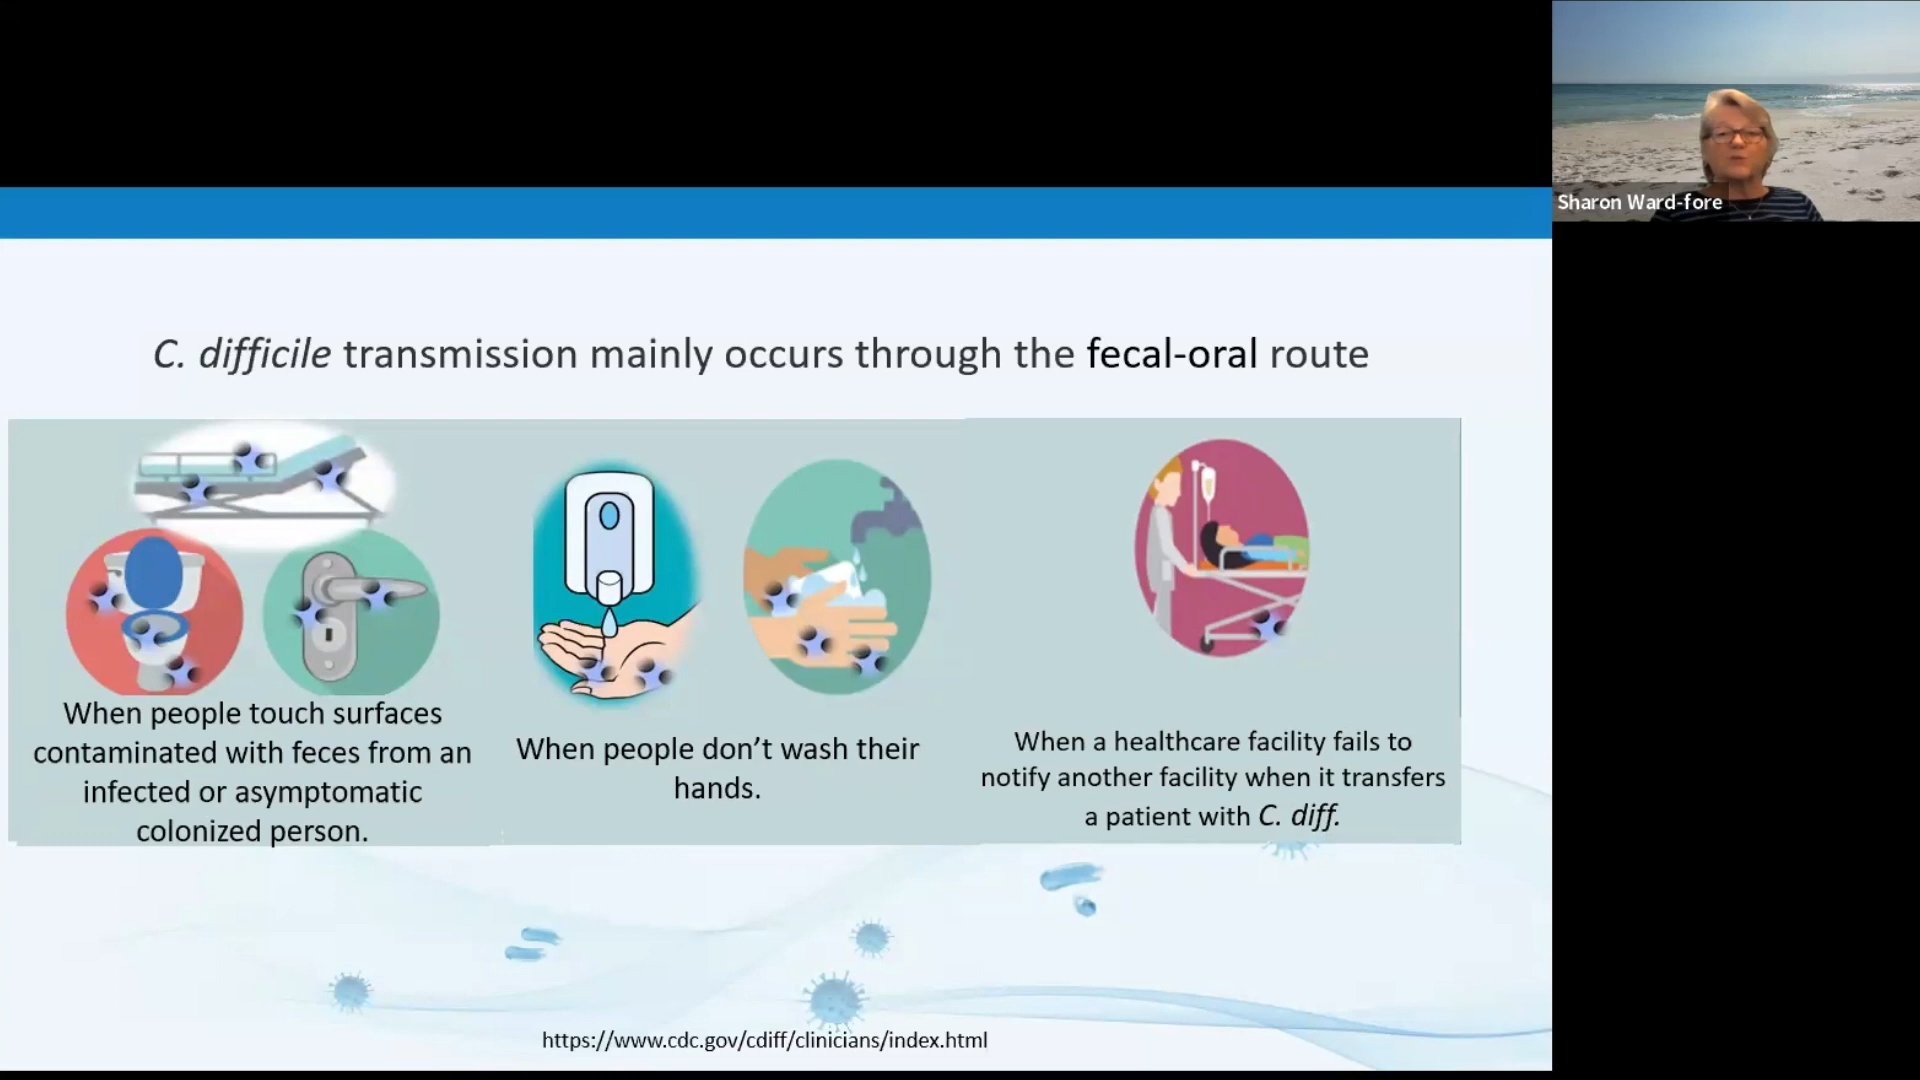 Sharon Ward-fore
C. difficile transmission mainly occurs through the fecal-oral route
When people touch surfaces
contaminated with feces from an
infected or asymptomatic
colonized person.
When people don’t wash their
hands.
When a healthcare facility fails to
notify another facility when it transfers
a patient with C. diff.
https://www.cdc.gov/cdiff/clinicians/index.html